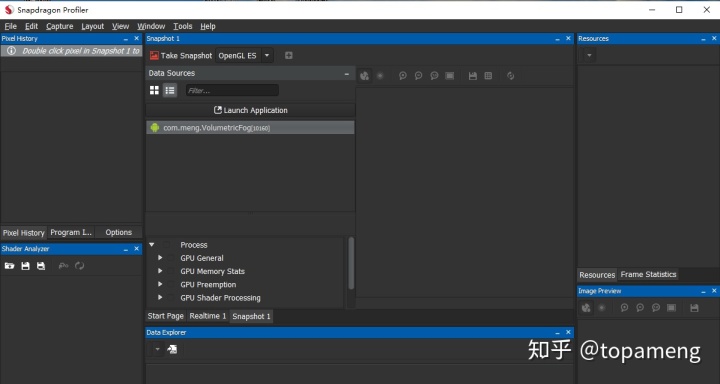 Snapdragon Profiler
File Edit Capture Layout View Window Tools Help
Pixel History
Double click pixel in Snapshot 1 to
Pixel History Program I... Options
Shader Analyzer
Snapshot 1
Take Snapshot OpenGL ES
Data Sources
Filter...
Launch Application
com.meng.VolumetricFog[10160]
Process
GPU General
GPU Memory Stats
GPU Preemption
GPU Shader Processing
Start Page Realtime 1 Snapshot 1
Data Explorer
Resources
Resources Frame Statistics
Image Preview
知乎 @topameng